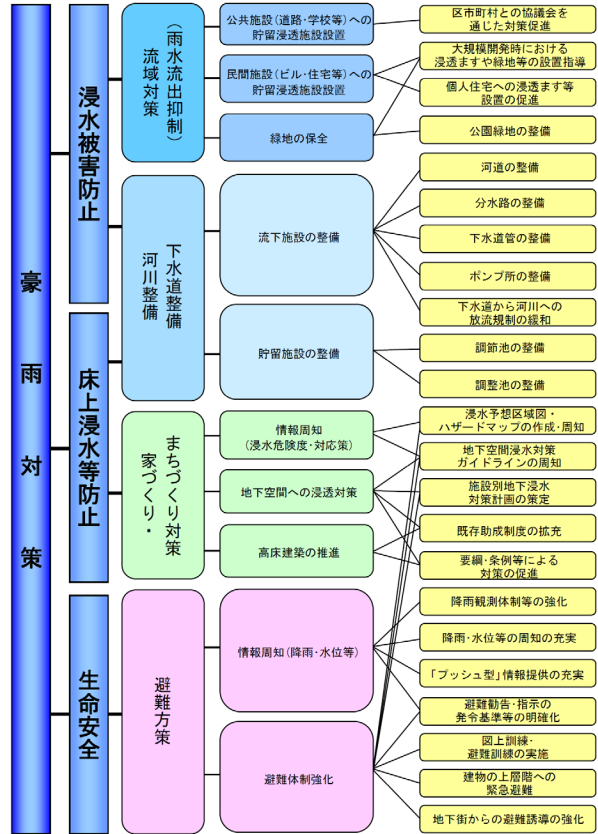 豪雨対策
浸水被害防止
床上浸水等防止
生命安全
流域対策
（雨水流出抑制）
河川整備
下水道整備
家づくり・
まちづくり対策
避難方策
公共施設（道路・学校等）への
貯留浸透施設設置
民間施設（ビル・住宅等）への
貯留浸透施設設置
緑地の保全
流下施設の整備
貯留施設の整備
情報周知
（浸水危険度・対応策）
地下空間への浸透対策
高床建築の推進
情報周知（降雨・水位等）
避難体制強化
区市町村との協議会を
通じた対策促進
大規模開発時における
浸透ますや緑地等の設置指導
個人住宅への浸透ます等
設置の促進
公園緑地の整備
河道の整備
分水路の整備
下水道管の整備
ポンプ所の整備
下水道から河川への
放流規制の緩和
調節池の整備
調整池の整備
浸水予想区域図・
ハザードマップの作成・周知
地下空間浸水対策
ガイドラインの周知
施設別地下浸水
対策計画の策定
既存助成制度の拡充
要綱・条例等による
対策の促進
降雨観測体制等の強化
降雨・水位等の周知の充実
「プッシュ型」情報提供の充実
避難勧告・指示の
発令基準等の明確化
図上訓練・
避難訓練の実施
建物の上層階への
緊急避難
地下街からの避難誘導の強化